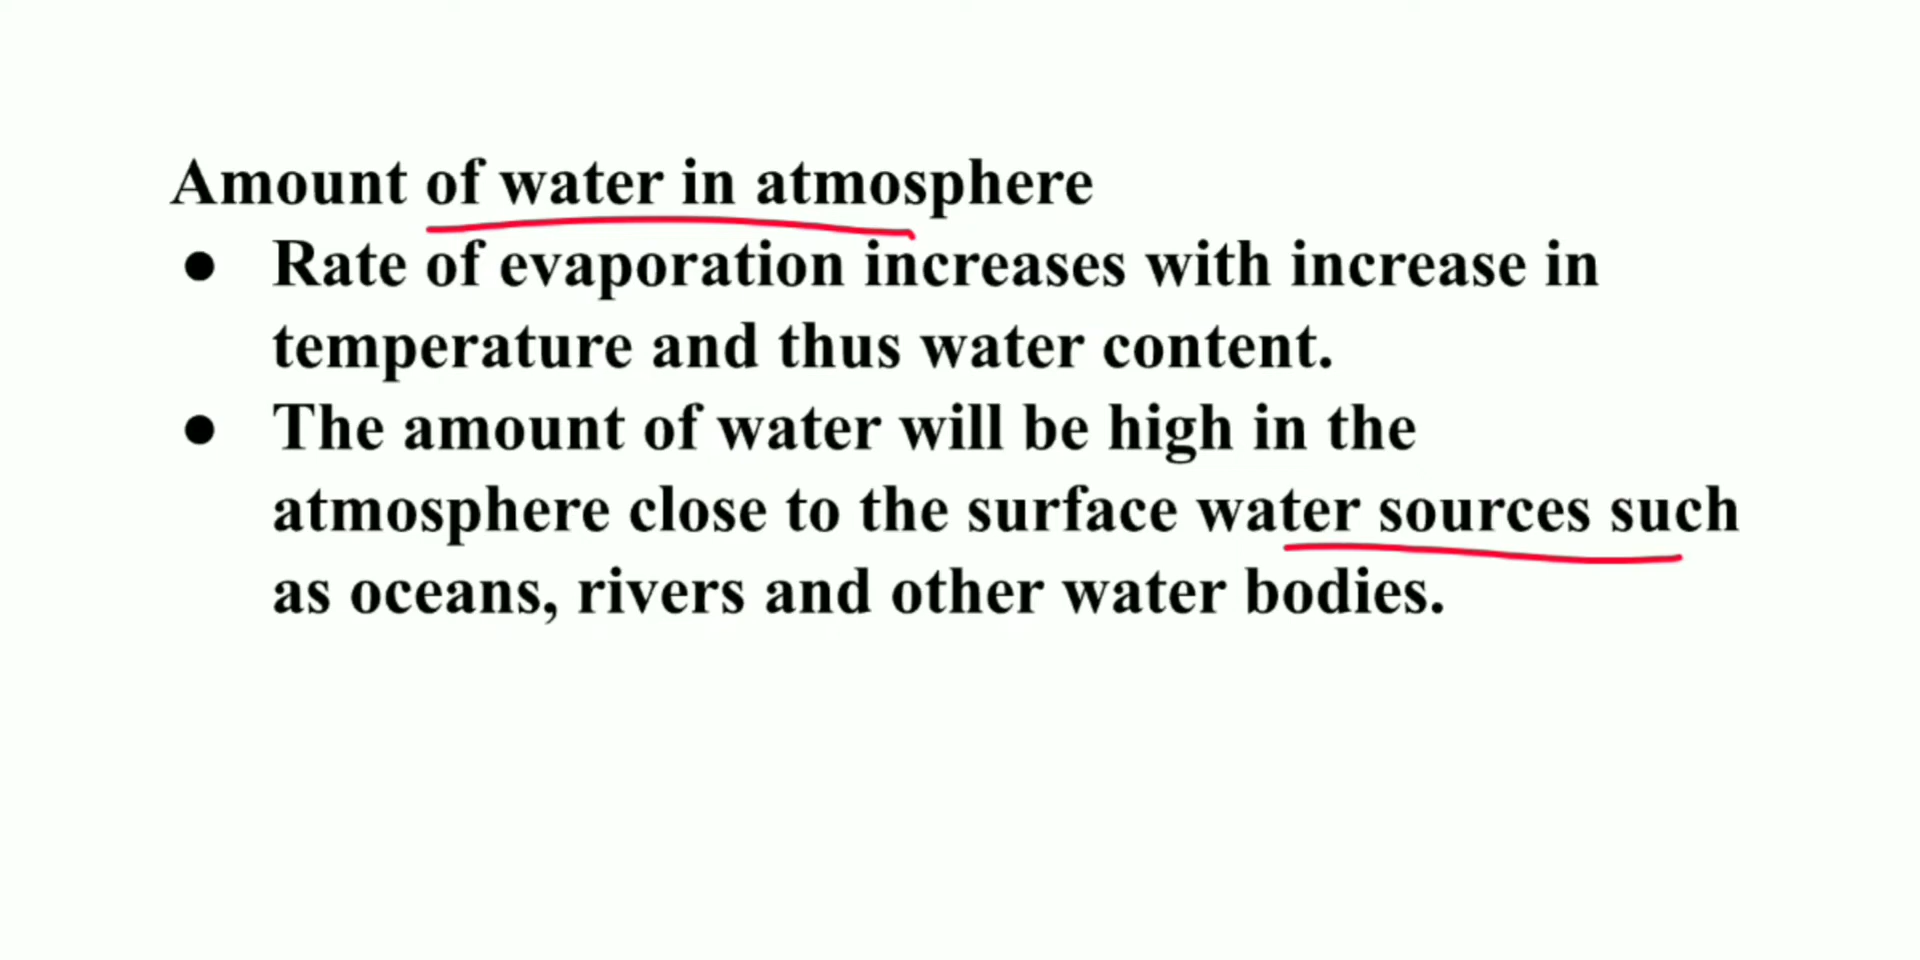 Amount of water in atmosphere
● Rate of evaporation increases with increase in
temperature and thus water content.
● The amount of water will be high in the
atmosphere close to the surface water sources such
as oceans, rivers and other water bodies.